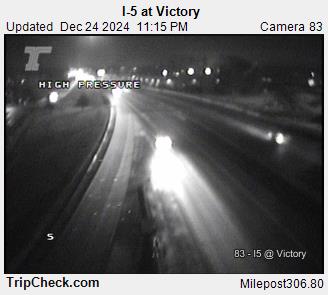 I-5 at Victory
Updated Dec 24 2024 11:15 PM Camera 83
T
HIGH PRESSURE
S
83 - I5 @ Victory
TripCheck.com Milepost306.80